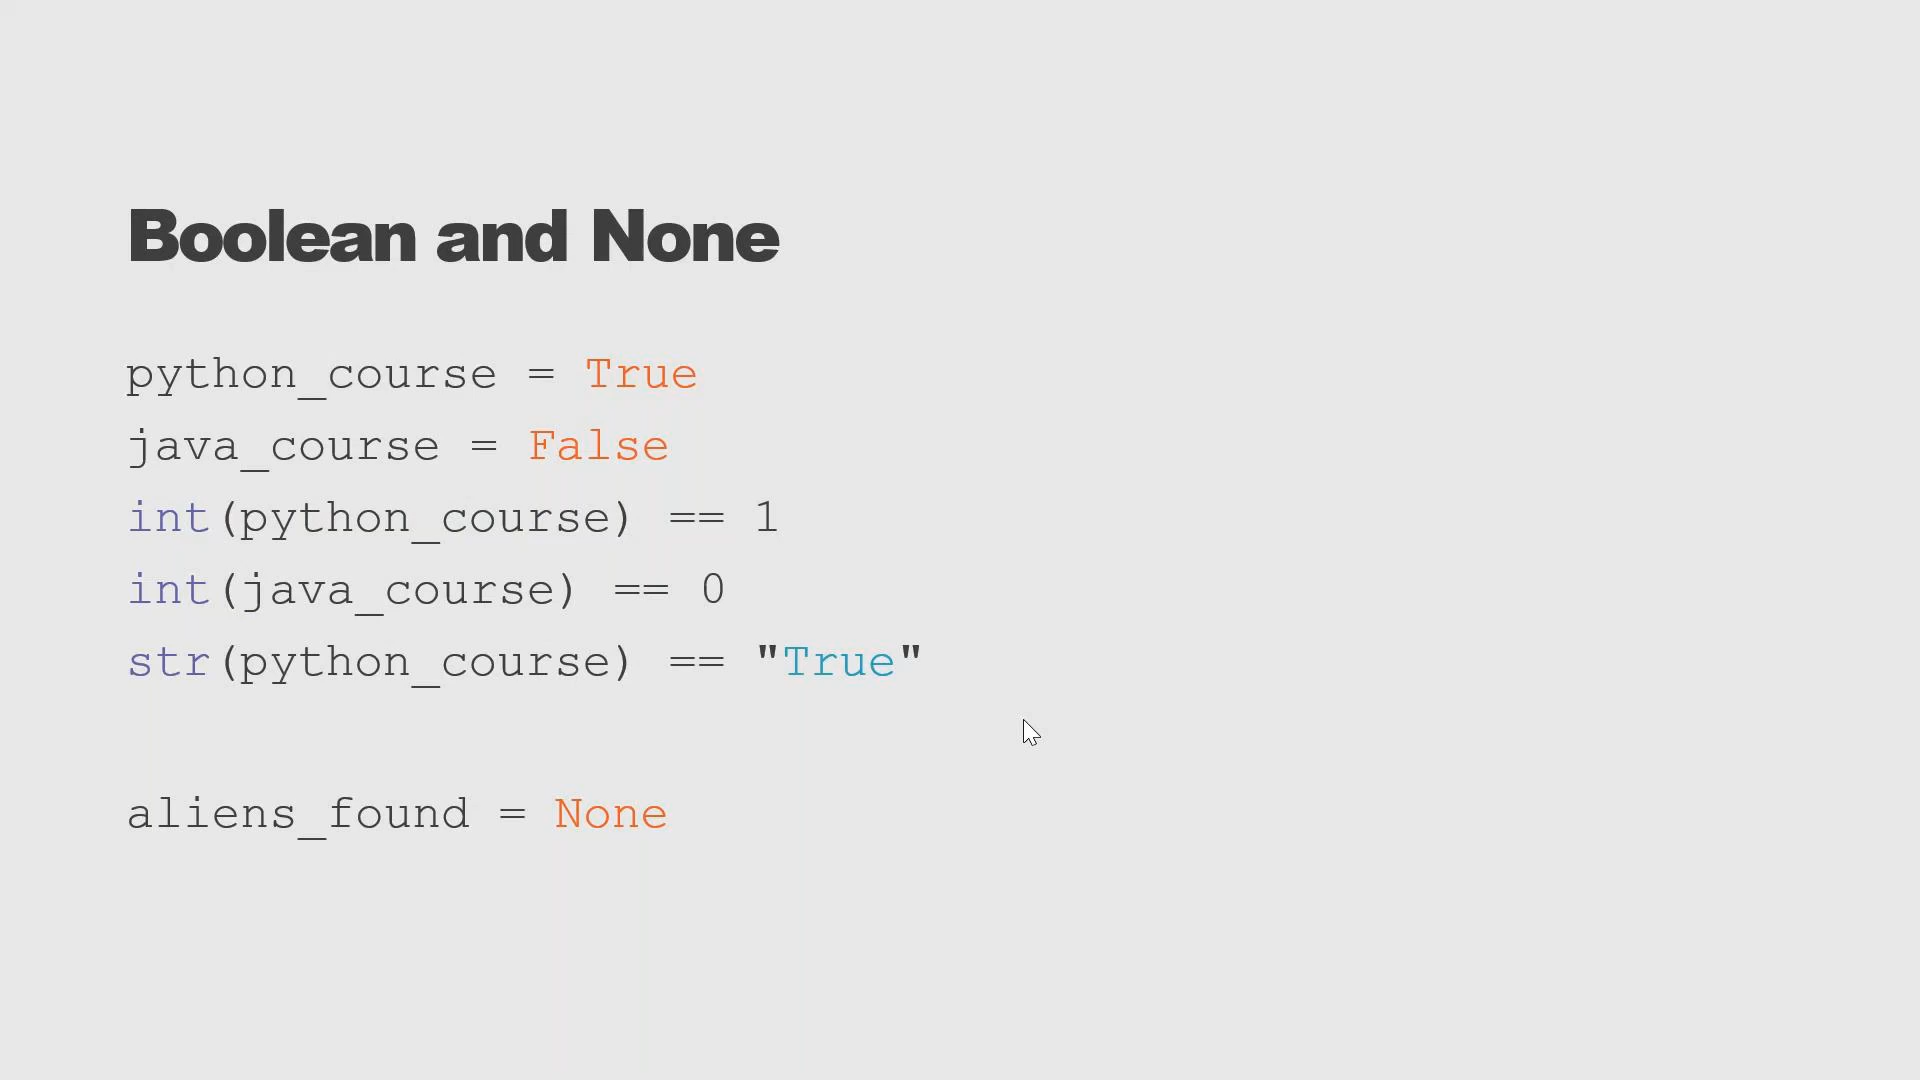 Boolean and None
python_course = True
java_course = False
int(python_course) == 1
int(java_course) == 0
str(python_course) == "True"
aliens_found = None